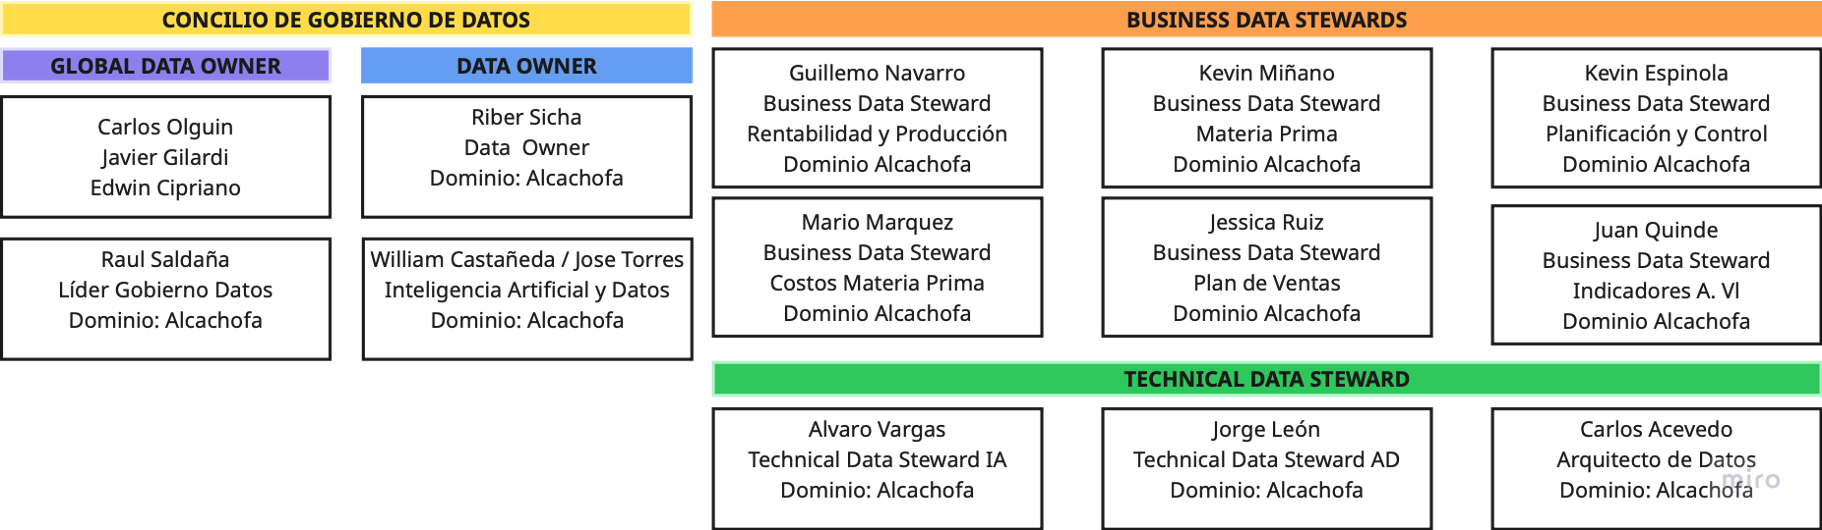 CONCILIO DE GOBIERNO DE DATOS
GLOBAL DATA OWNER
Carlos Olguin
Javier Gilardi
Edwin Cipriano
Raul Saldaña
Líder Gobierno Datos
Dominio: Alcachofa
DATA OWNER
Riber Sicha
Data Owner
Dominio: Alcachofa
William Castañeda / Jose Torres
Inteligencia Artificial y Datos
Dominio: Alcachofa
BUSINESS DATA STEWARDS
Guillemo Navarro
Business Data Steward
Rentabilidad y Producción
Dominio Alcachofa
Kevin Miñano
Business Data Steward
Materia Prima
Dominio Alcachofa
Kevin Espinola
Business Data Steward
Planificación y Control
Dominio Alcachofa
Mario Marquez
Business Data Steward
Costos Materia Prima
Dominio Alcachofa
Jessica Ruiz
Business Data Steward
Plan de Ventas
Dominio Alcachofa
Juan Quinde
Business Data Steward
Indicadores A. Vl
Dominio Alcachofa
TECHNICAL DATA STEWARD
Alvaro Vargas
Technical Data Steward IA
Dominio: Alcachofa
Jorge León
Technical Data Steward AD
Dominio: Alcachofa
Carlos Acevedo
Arquitecto de Datos
Dominio: Alcachofa
miro